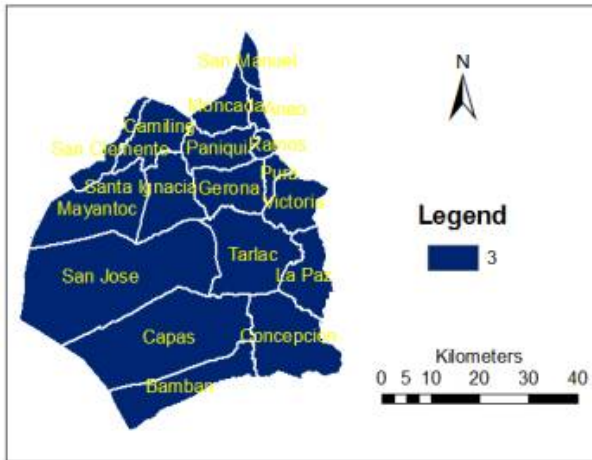 San Manuel
N
Moncada Anao
Camiling
San Clemente Paniqui Ramos
Pura
Santa Ignacia Gerona
Mayantoc Victoria
Legend
San Jose Tarlac 3
La Paz
Capas Concepcion
Kilometers
Bamban
0 5 10 20 30 40